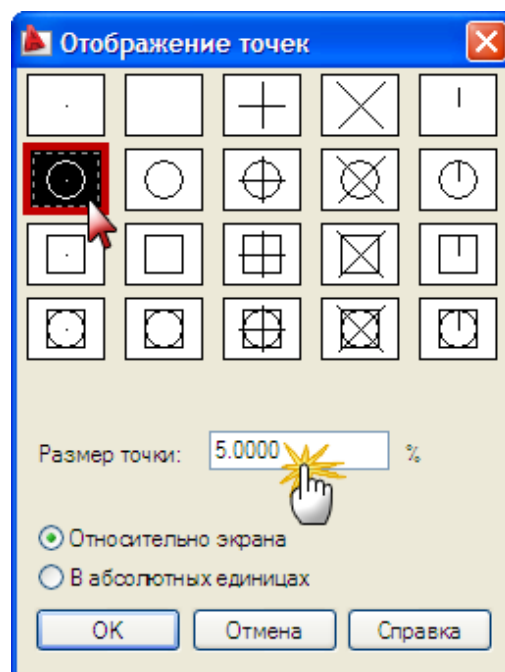 Отображение точек
Размер точки: 5.0000 %
Относительно экрана
В абсолютных единицах
OK Отмена Справка